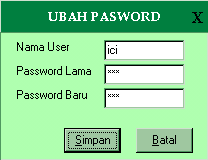 UBAH PASWORD X
Nama User ici
Password Lama ***
Password Baru ***
Simpan Batal